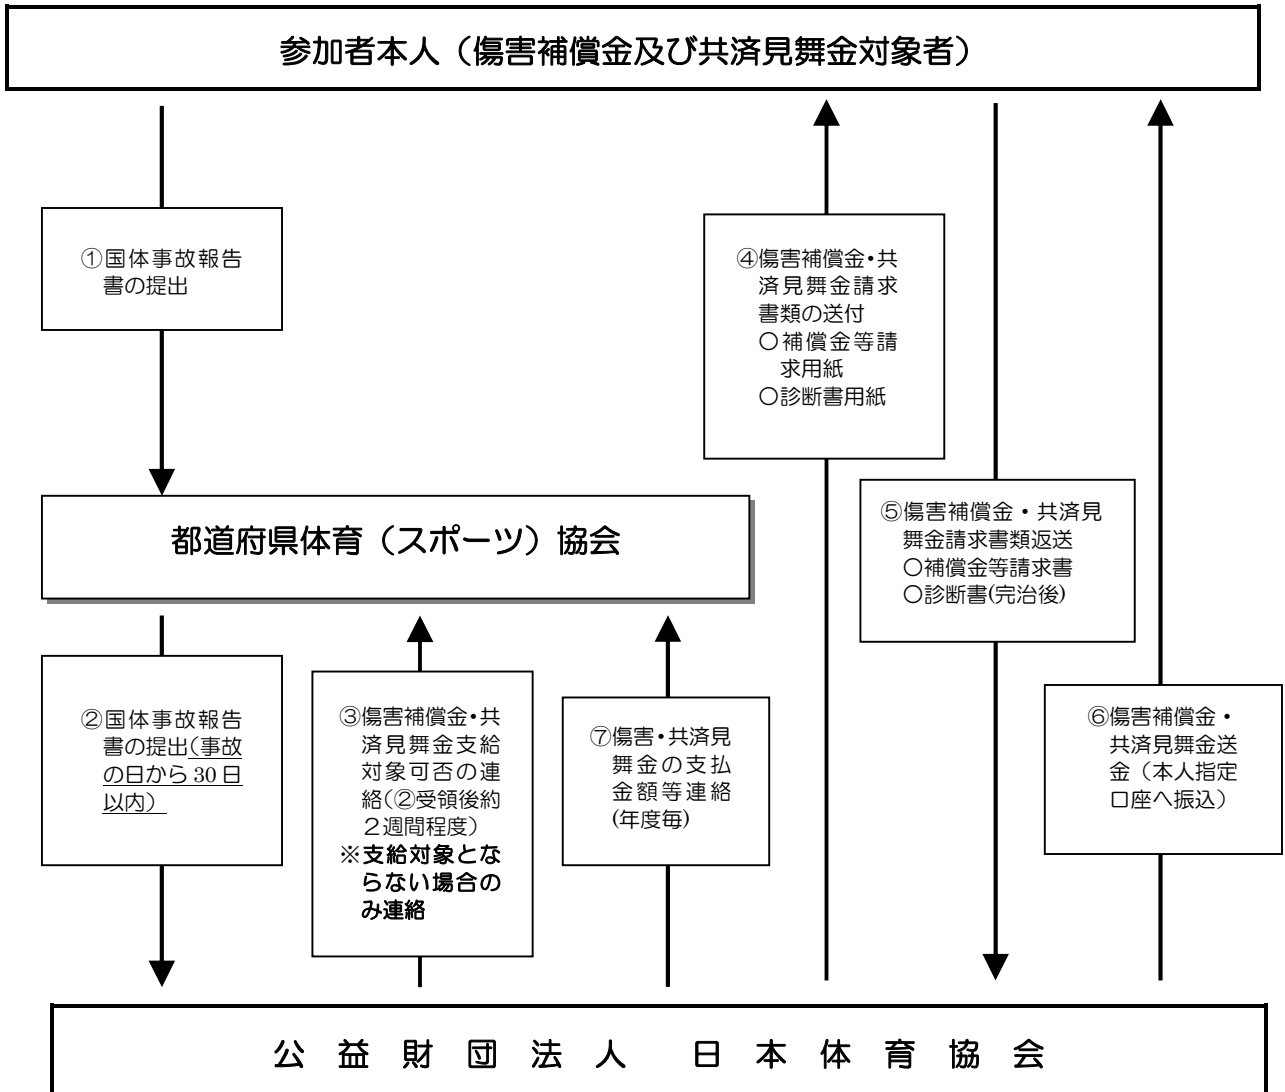 参加者本人（傷害補償金及び共済見舞金対象者）
①国体事故報告
書の提出
④傷害補償金・共
済見舞金請求
書類の送付
〇補償金等請
求用紙
〇診断書用紙
都道府県体育（スポーツ）協会
⑤傷害補償金・共済見
舞金請求書類返送
〇補償金等請求書
〇診断書(完治後)
②国体事故報告
書の提出(事故
の日から30日
以内）
③傷害補償金・共
済見舞金支給
対象可否の連
絡(②受領後約
２週間程度）
※支給対象とな
らない場合の
み連絡
⑦傷害・共済見
舞金の支払
金額等連絡
(年度毎)
⑥傷害補償金・
共済見舞金送
金（本人指定
口座へ振込）
公益財団法人 日本体育協会